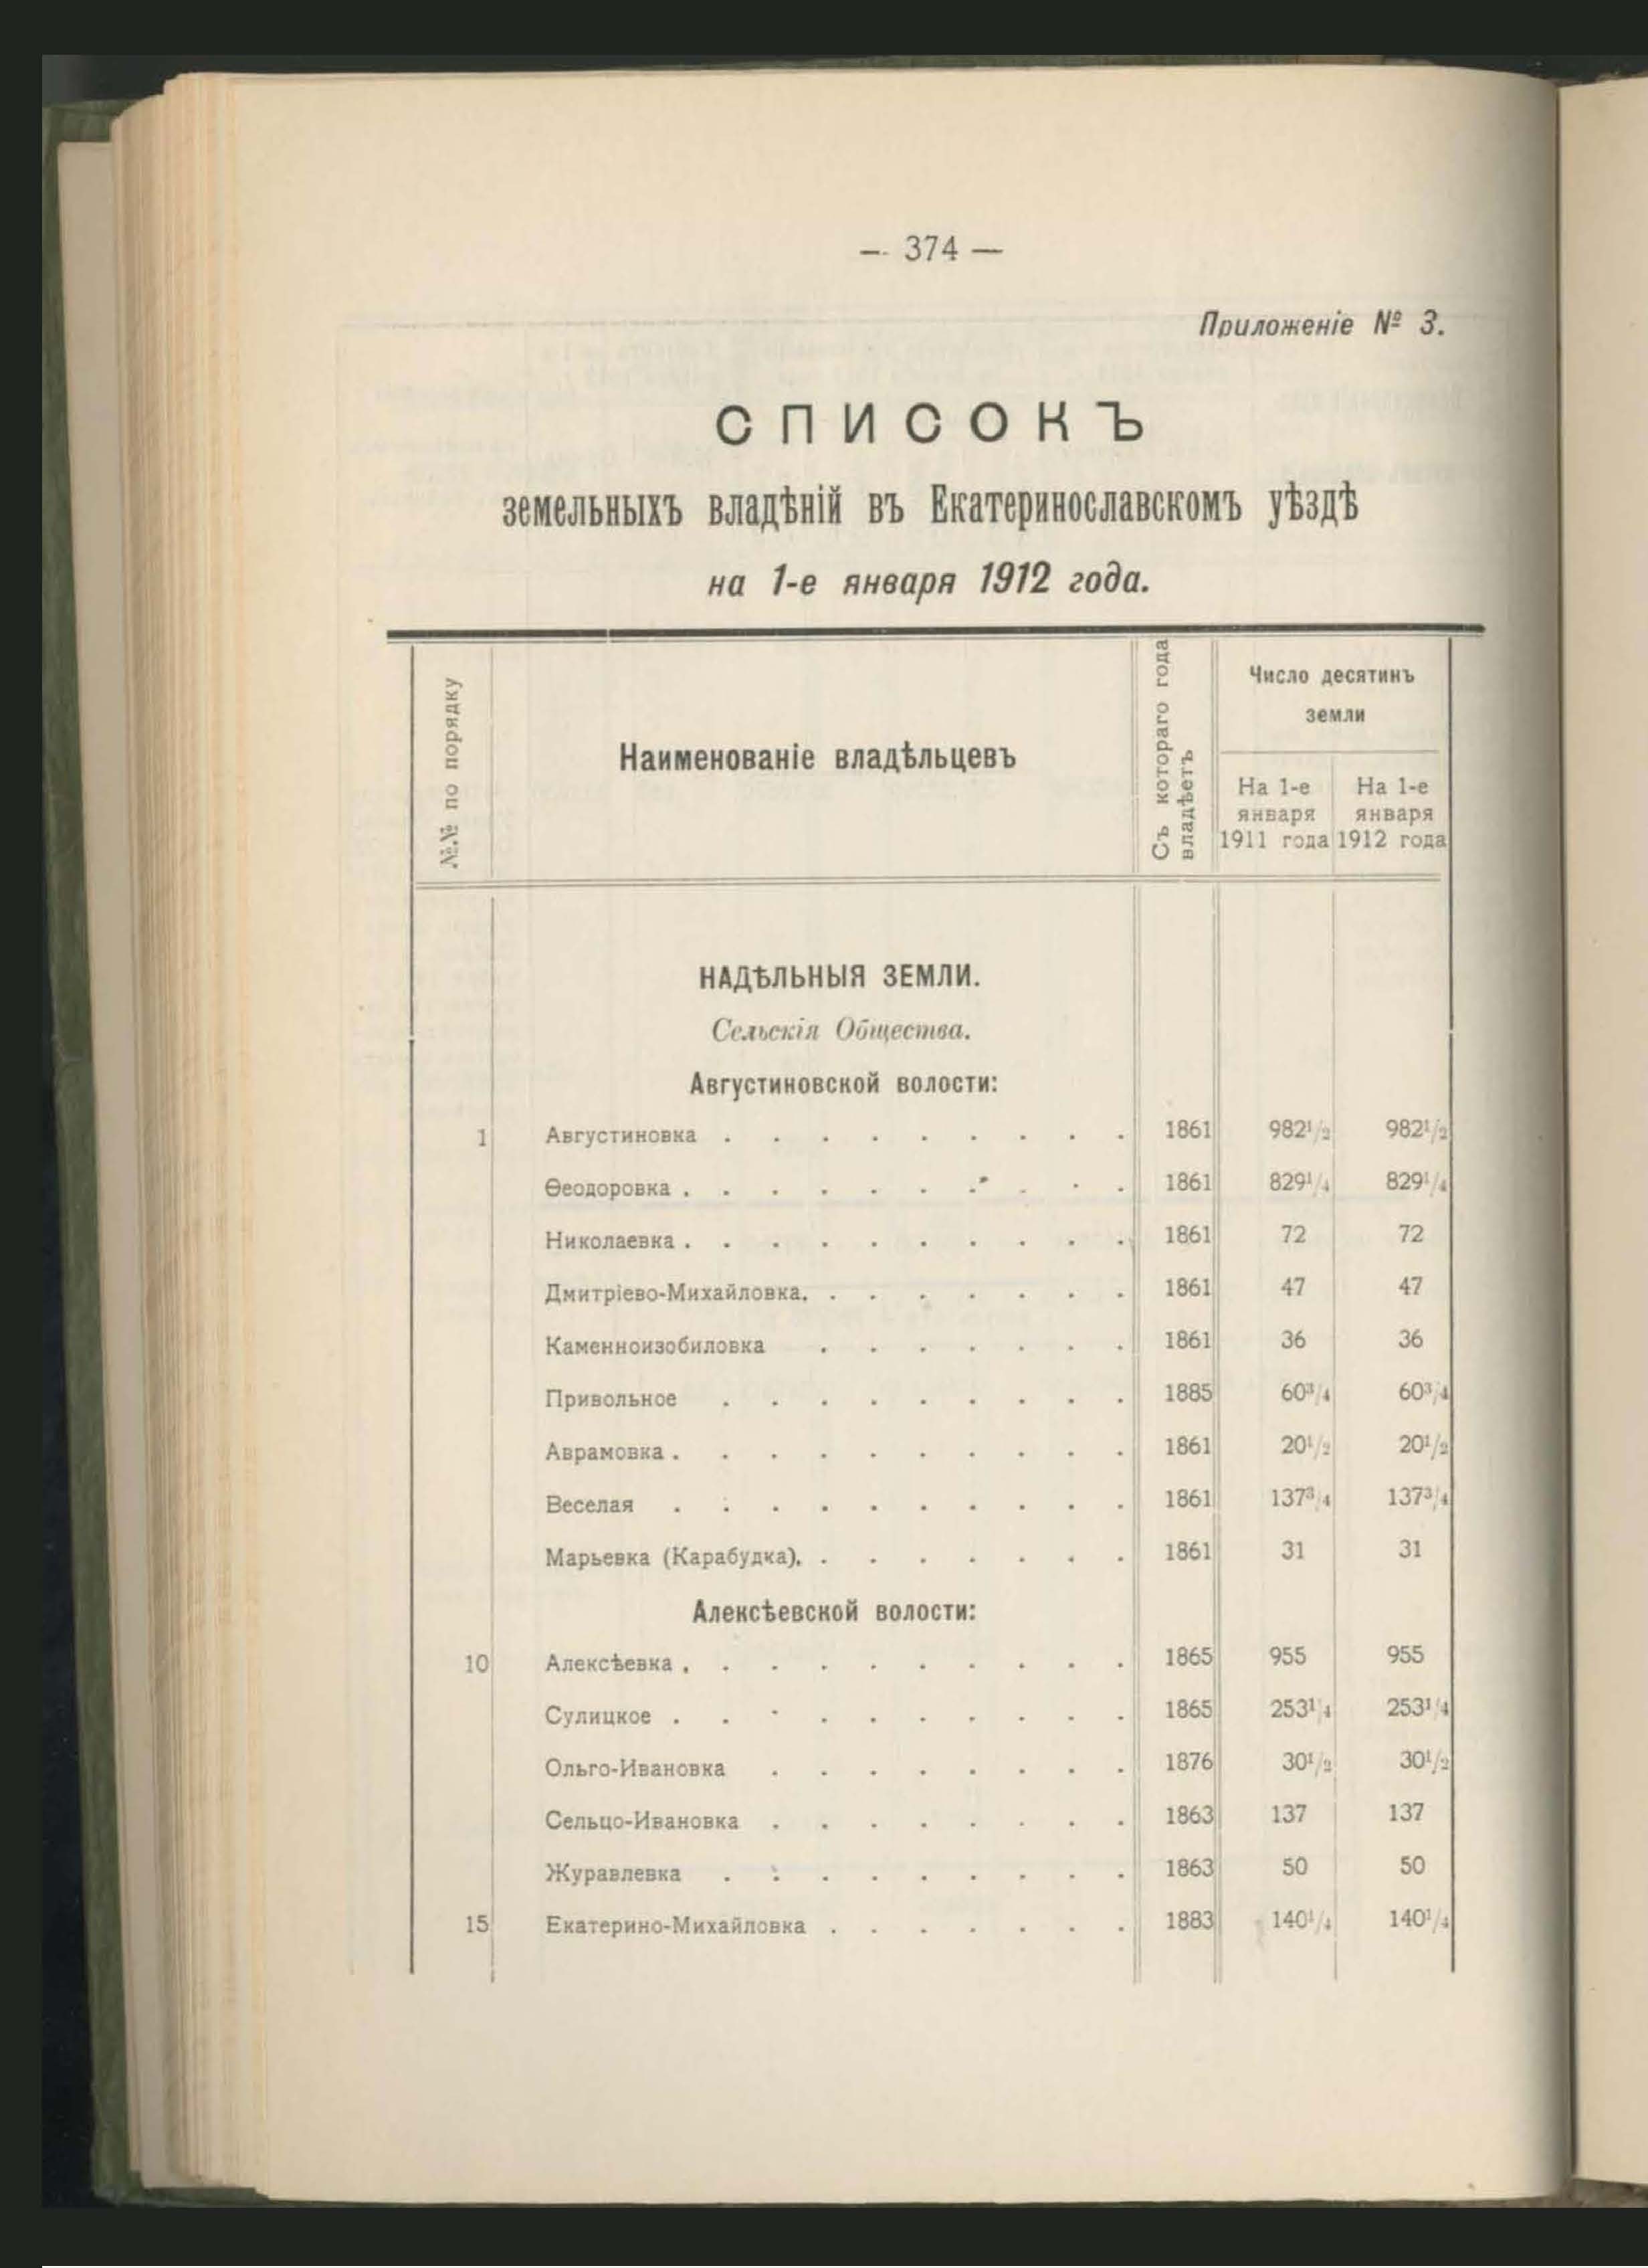 — 374 —
Приложеніе № 3.
СПИСОКЪ
земельныхъ владѣній въ Екатеринославскомъ уѣздѣ
на 1-е января 1912 года.
№№ по порядку
Наименованіе владѣльцевъ
Съ котораго года
владѣетъ
Число десятинъ
земли
На 1-е января 1911 года
На 1-е января 1912 года
НАДѢЛЬНЫЯ ЗЕМЛИ.
Сельскія Общества.
Августиновской волости:
1 Августиновка . . . . . . . . . 1861 982¹/₂ 982¹/₂
Ѳеодоровка . . . . . . . . . . 1861 829¹/₄ 829¹/₄
Николаевка . . . . . . . . . . 1861 72 72
Дмитріево-Михайловка. . . . . . . . 1861 47 47
Каменноизобиловка . . . . . . . 1861 36 36
Привольное . . . . . . . . . 1885 60³/₄ 60³/₄
Аврамовка . . . . . . . . . . 1861 20¹/₂ 20¹/₂
Веселая . . . . . . . . . . 1861 137³/₄ 137³/₄
Марьевка (Карабудка). . . . . . . . 1861 31 31
Алексѣевской волости:
10 Алексѣевка . . . . . . . . . . 1865 955 955
Сулицкое . . . . . . . . . . 1865 253¹/₄ 253¹/₄
Ольго-Ивановка . . . . . . . . 1876 30¹/₂ 30¹/₂
Сельцо-Ивановка . . . . . . . . 1863 137 137
Журавлевка . . . . . . . . . 1863 50 50
15 Екатерино-Михайловка . . . . . . . 1883 140¹/₄ 140¹/₄